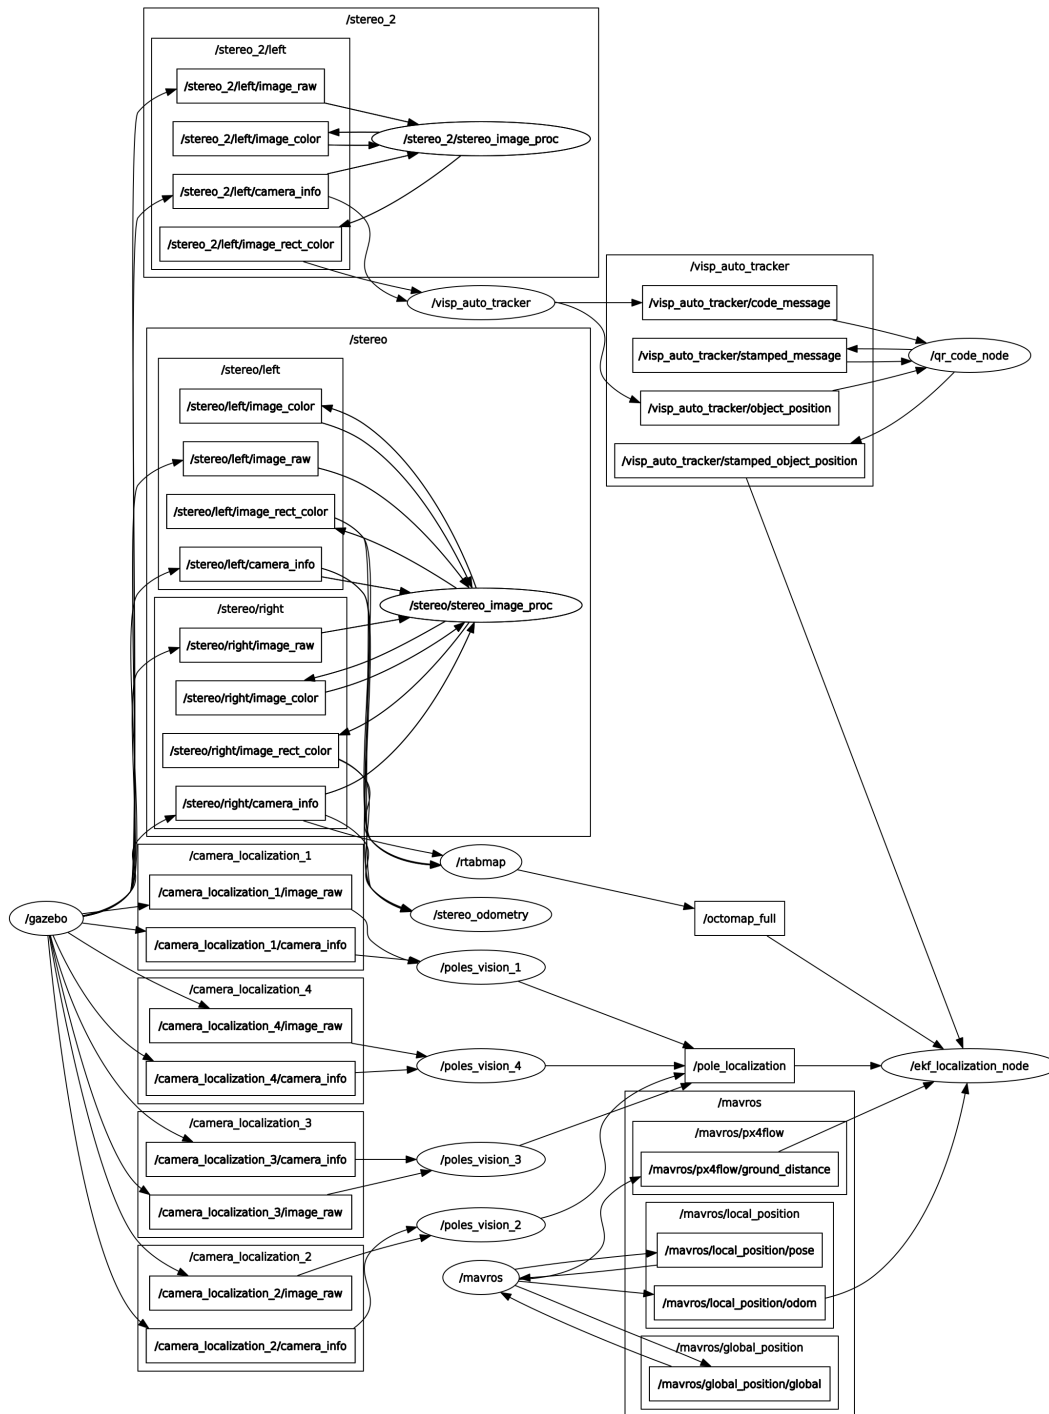 /stereo_2
/stereo_2/left
/stereo_2/left/image_raw
/stereo_2/left/image_color
/stereo_2/stereo_image_proc
/stereo_2/left/camera_info
/stereo_2/left/image_rect_color
/visp_auto_tracker
/visp_auto_tracker
/visp_auto_tracker/code_message
/visp_auto_tracker/stamped_message
/qr_code_node
/visp_auto_tracker/object_position
/visp_auto_tracker/stamped_object_position
/stereo
/stereo/left
/stereo/left/image_color
/stereo/left/image_raw
/stereo/left/image_rect_color
/stereo/left/camera_info
/stereo/stereo_image_proc
/stereo/right
/stereo/right/image_raw
/stereo/right/image_color
/stereo/right/image_rect_color
/stereo/right/camera_info
/rtabmap
/stereo_odometry
/octomap_full
/gazebo
/camera_localization_1
/camera_localization_1/image_raw
/camera_localization_1/camera_info
/poles_vision_1
/camera_localization_4
/camera_localization_4/image_raw
/camera_localization_4/camera_info
/poles_vision_4
/pole_localization
/ekf_localization_node
/camera_localization_3
/camera_localization_3/camera_info
/camera_localization_3/image_raw
/poles_vision_3
/camera_localization_2
/camera_localization_2/image_raw
/camera_localization_2/camera_info
/poles_vision_2
/mavros
/mavros
/mavros/px4flow
/mavros/px4flow/ground_distance
/mavros/local_position
/mavros/local_position/pose
/mavros/local_position/odom
/mavros/global_position
/mavros/global_position/global